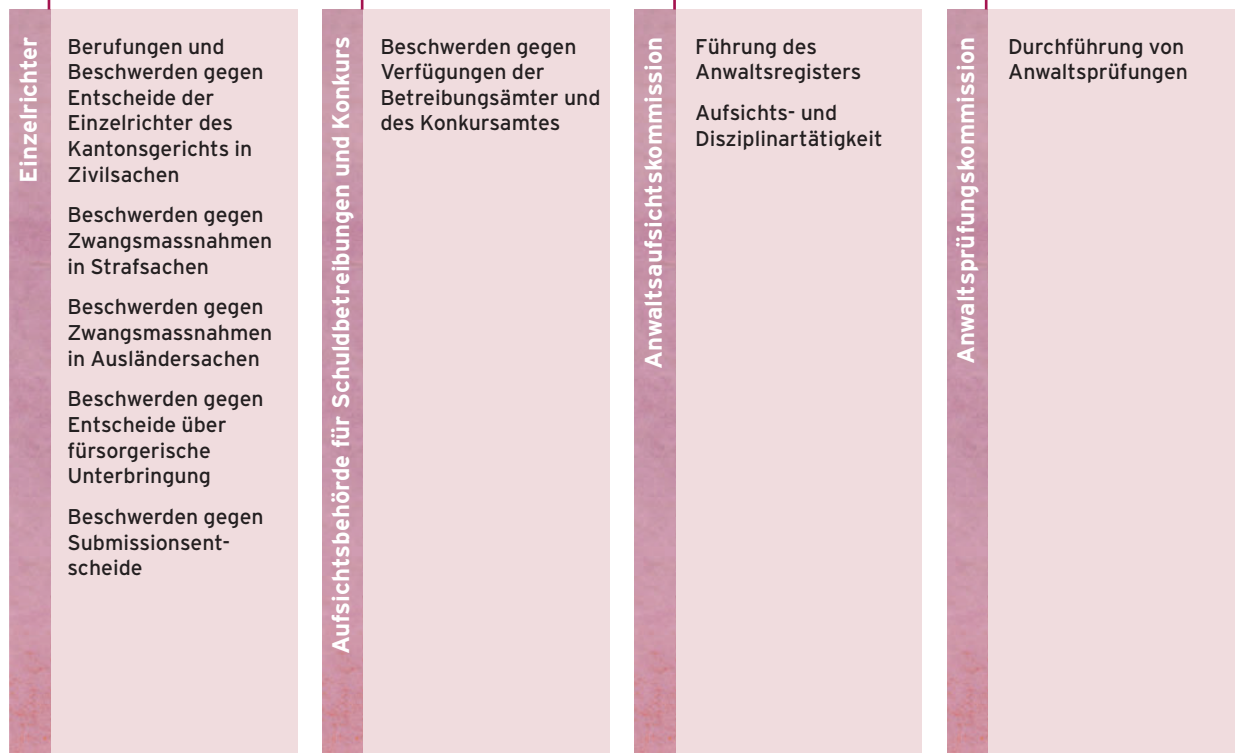 Einzelrichter
Berufungen und
Beschwerden gegen
Entscheide der
Einzelrichter des
Kantonsgerichts in
Zivilsachen
Beschwerden gegen
Zwangsmassnahmen
in Strafsachen
Beschwerden gegen
Zwangsmassnahmen
in Ausländersachen
Beschwerden gegen
Entscheide über
fürsorgerische
Unterbringung
Beschwerden gegen
Submissionsent-
scheide
Aufsichtsbehörde für Schuldbetreibungen und Konkurs
Beschwerden gegen
Verfügungen der
Betreibungsämter und
des Konkursamtes
Anwaltsaufsichtskommission
Führung des
Anwaltsregisters
Aufsichts- und
Disziplinartätigkeit
Anwaltsprüfungskommission
Durchführung von
Anwaltsprüfungen